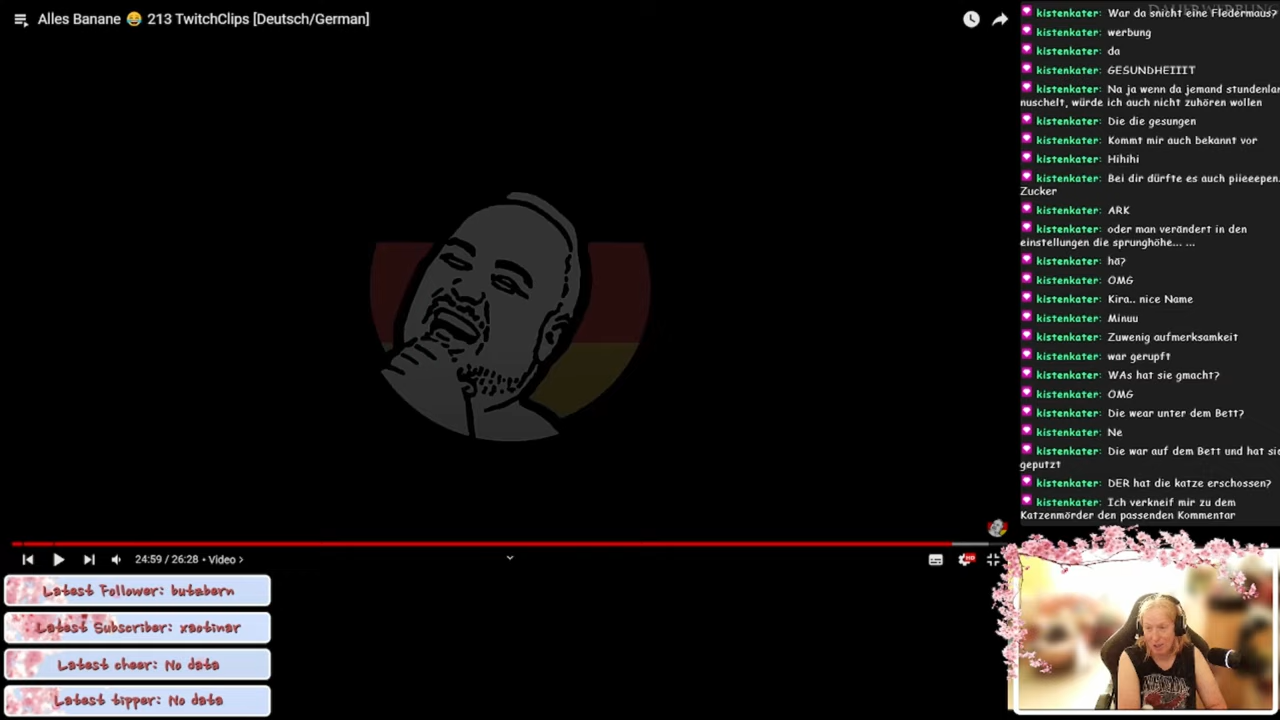 Alles Banane 😂 213 TwitchClips [Deutsch/German]
kistenkater: War da snicht eine Fledermaus?
kistenkater: werbung
kistenkater: da
kistenkater: GESUNDHEIIIT
kistenkater: Na ja wenn da jemand stundenlan
nuschelt, würde ich auch nicht zuhören wollen
kistenkater: Die die gesungen
kistenkater: Kommt mir auch bekannt vor
kistenkater: Hihihi
kistenkater: Bei dir dürfte es auch piieeepen.
Zucker
kistenkater: ARK
kistenkater: oder man verändert in den
einstellungen die sprunghöhe... ...
kistenkater: hä?
kistenkater: OMG
kistenkater: Kira.. nice Name
kistenkater: Minuu
kistenkater: Zuwenig aufmerksamkeit
kistenkater: war gerupft
kistenkater: WAs hat sie gmacht?
kistenkater: OMG
kistenkater: Die wear unter dem Bett?
kistenkater: Ne
kistenkater: Die war auf dem Bett und hat sie
geputzt
kistenkater: DER hat die katze erschossen?
kistenkater: Ich verkneif mir zu dem
Katzenmörder den passenden Kommentar
24:59 / 26:28 • Video >
HD
Latest Follower: butabern
Latest Subscriber: xaotinar
Latest cheer: No data
Latest tipper: No data